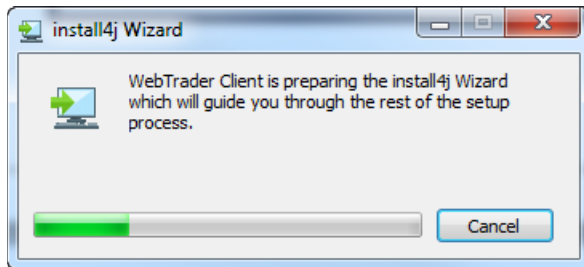 install4j Wizard
WebTrader Client is preparing the install4j Wizard
which will guide you through the rest of the setup
process.
Cancel